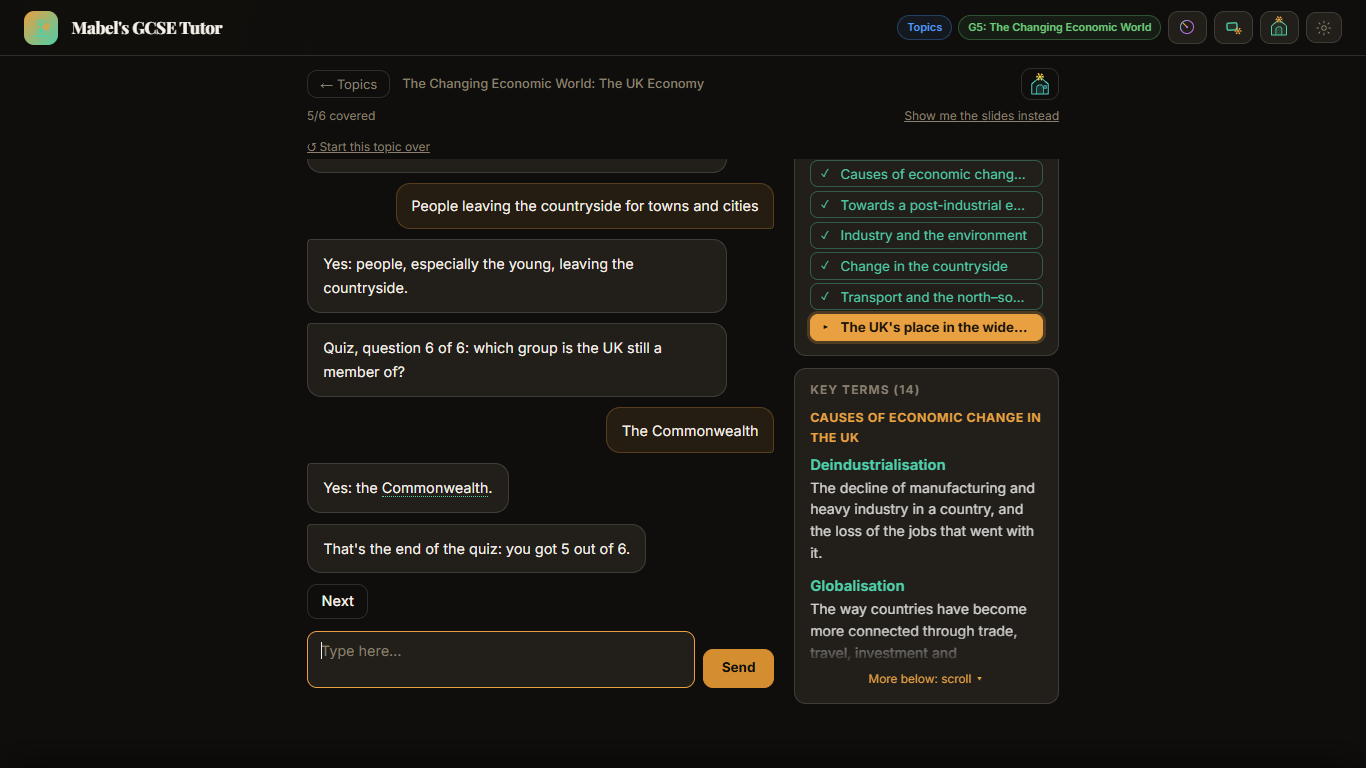 Mabel's GCSE Tutor
Topics
G5: The Changing Economic World
← Topics
The Changing Economic World: The UK Economy
5/6 covered
Show me the slides instead
↺ Start this topic over
People leaving the countryside for towns and cities
Yes: people, especially the young, leaving the
countryside.
Quiz, question 6 of 6: which group is the UK still a
member of?
The Commonwealth
Yes: the Commonwealth.
That's the end of the quiz: you got 5 out of 6.
Next
Type here...
Send
✓ Causes of economic chang...
✓ Towards a post-industrial e...
✓ Industry and the environment
✓ Change in the countryside
✓ Transport and the north–so...
▸ The UK's place in the wide...
KEY TERMS (14)
CAUSES OF ECONOMIC CHANGE IN
THE UK
Deindustrialisation
The decline of manufacturing and
heavy industry in a country, and
the loss of the jobs that went with
it.
Globalisation
The way countries have become
more connected through trade,
travel, investment and
More below: scroll ▾